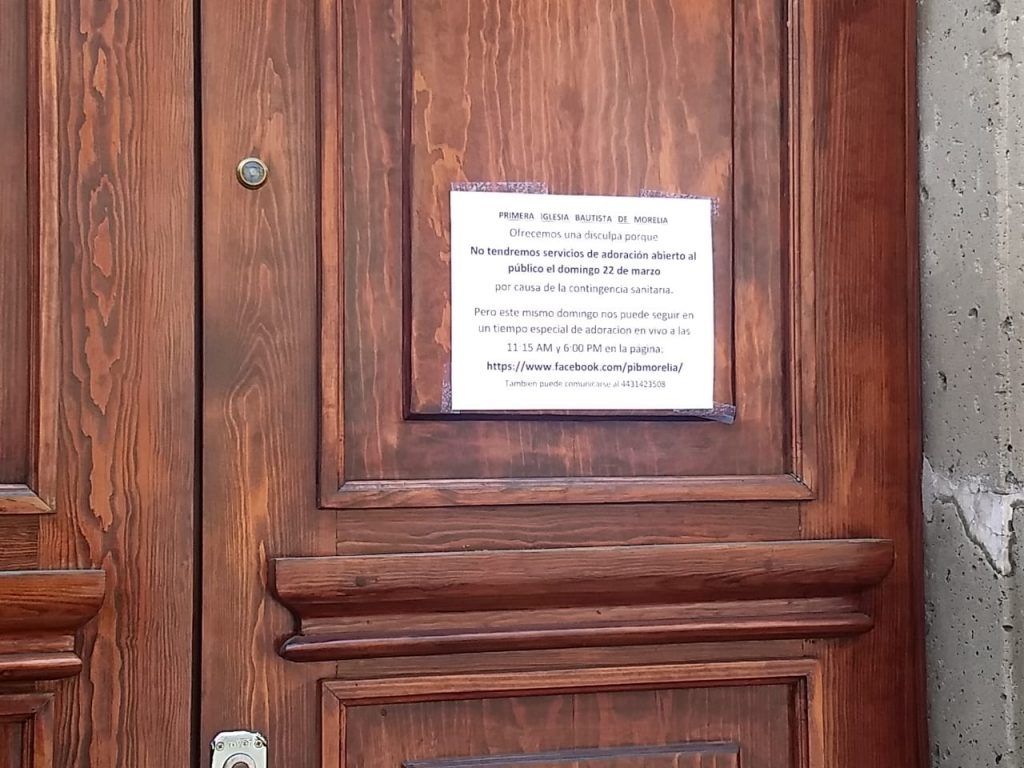 PRIMERA IGLESIA BAUTISTA DE MORELIA
Ofrecemos una disculpa porque
No tendremos servicios de adoración abierto al
público el domingo 22 de marzo
por causa de la contingencia sanitaria.
Pero este mismo domingo nos puede seguir en
un tiempo especial de adoracion en vivo a las
11 15 AM y 6:00 PM en la pagina:
https://www.facebook.com/pibmorelia/
Tambien puede comunicarse al 4431423508